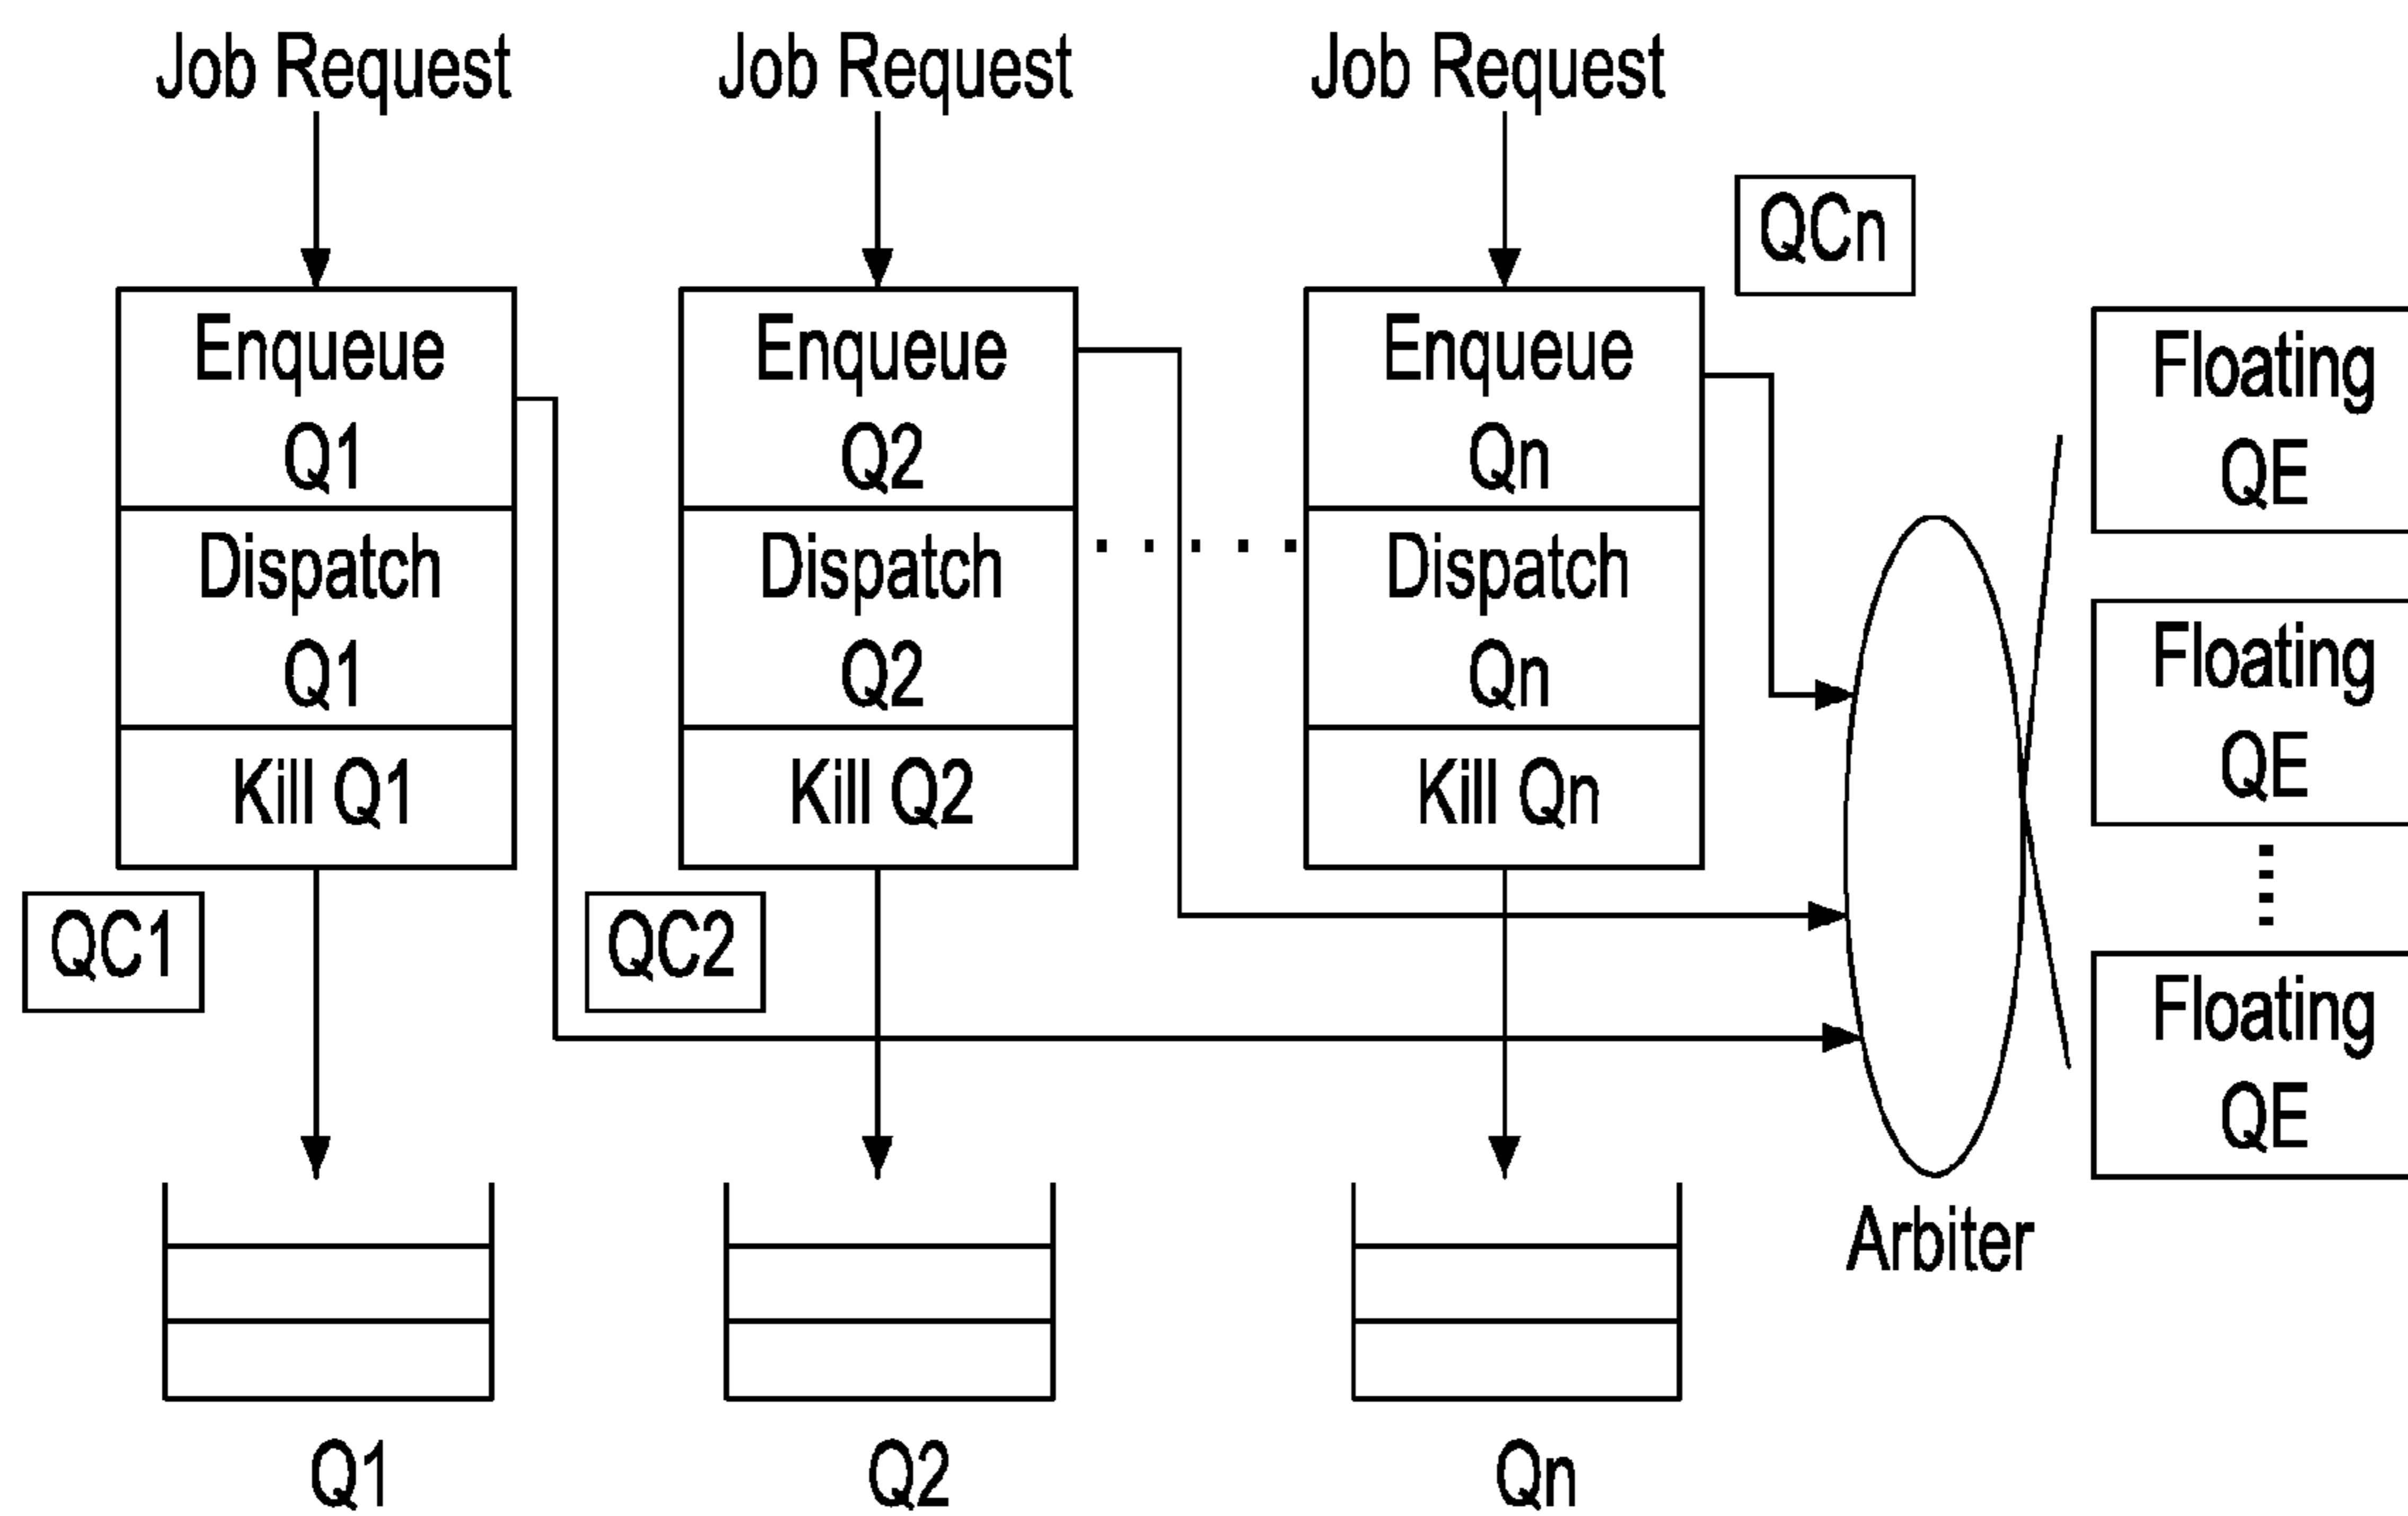 Job Request
Job Request
Job Request
QCn
Enqueue
Q1
Dispatch
Q1
Kill Q1
Enqueue
Q2
Dispatch
Q2
Kill Q2
Enqueue
Qn
Dispatch
Qn
Kill Qn
Floating
QE
Floating
QE
Floating
QE
QC1
QC2
Arbiter
Q1
Q2
Qn